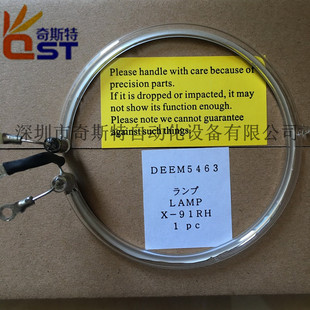 奇斯特
QST
Please handle with care because of
precision parts.
If it is dropped or impacted, it may
not show its function enough.
Please note we cannot guarantee
against such things.
深圳市奇斯特自动化设备有限公司
DEEM5463
ランプ
LAMP
X-91RH
1 pc